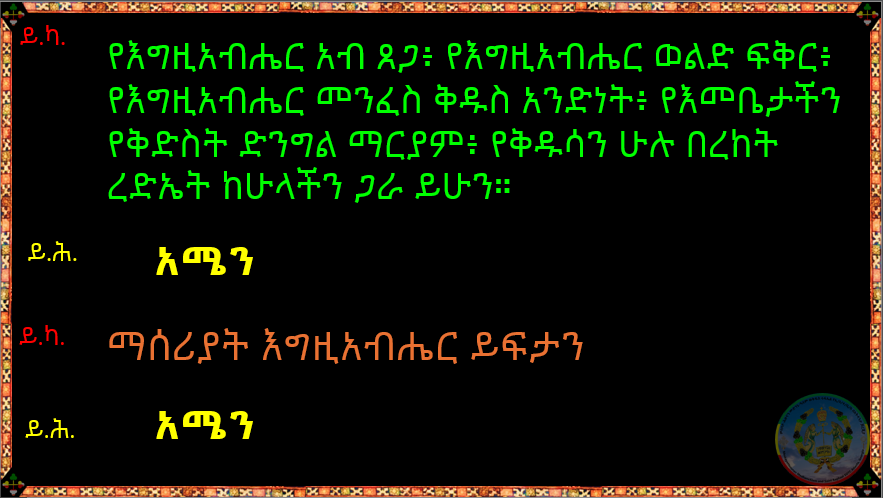 ይ.ካ.
የእግዚአብሔር አብ ጸጋ፥ የእግዚአብሔር ወልድ ፍቅር፥
የእግዚአብሔር መንፈስ ቅዱስ አንድነት፥ የእመቤታችን
የቅድስት ድንግል ማርያም፥ የቅዱሳን ሁሉ በረከት
ረድኤት ከሁላችን ጋራ ይሁን።
ይ.ሕ. አሜን
ይ.ካ. ማሰሪያት እግዚአብሔር ይፍታን
ይ.ሕ. አሜን